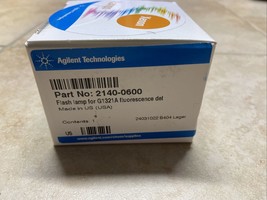 Agilent Technologies
Part No: 2140-0600
Flash lamp for G1321A fluorescence det
Made in US (USA)
Contents: 1
US